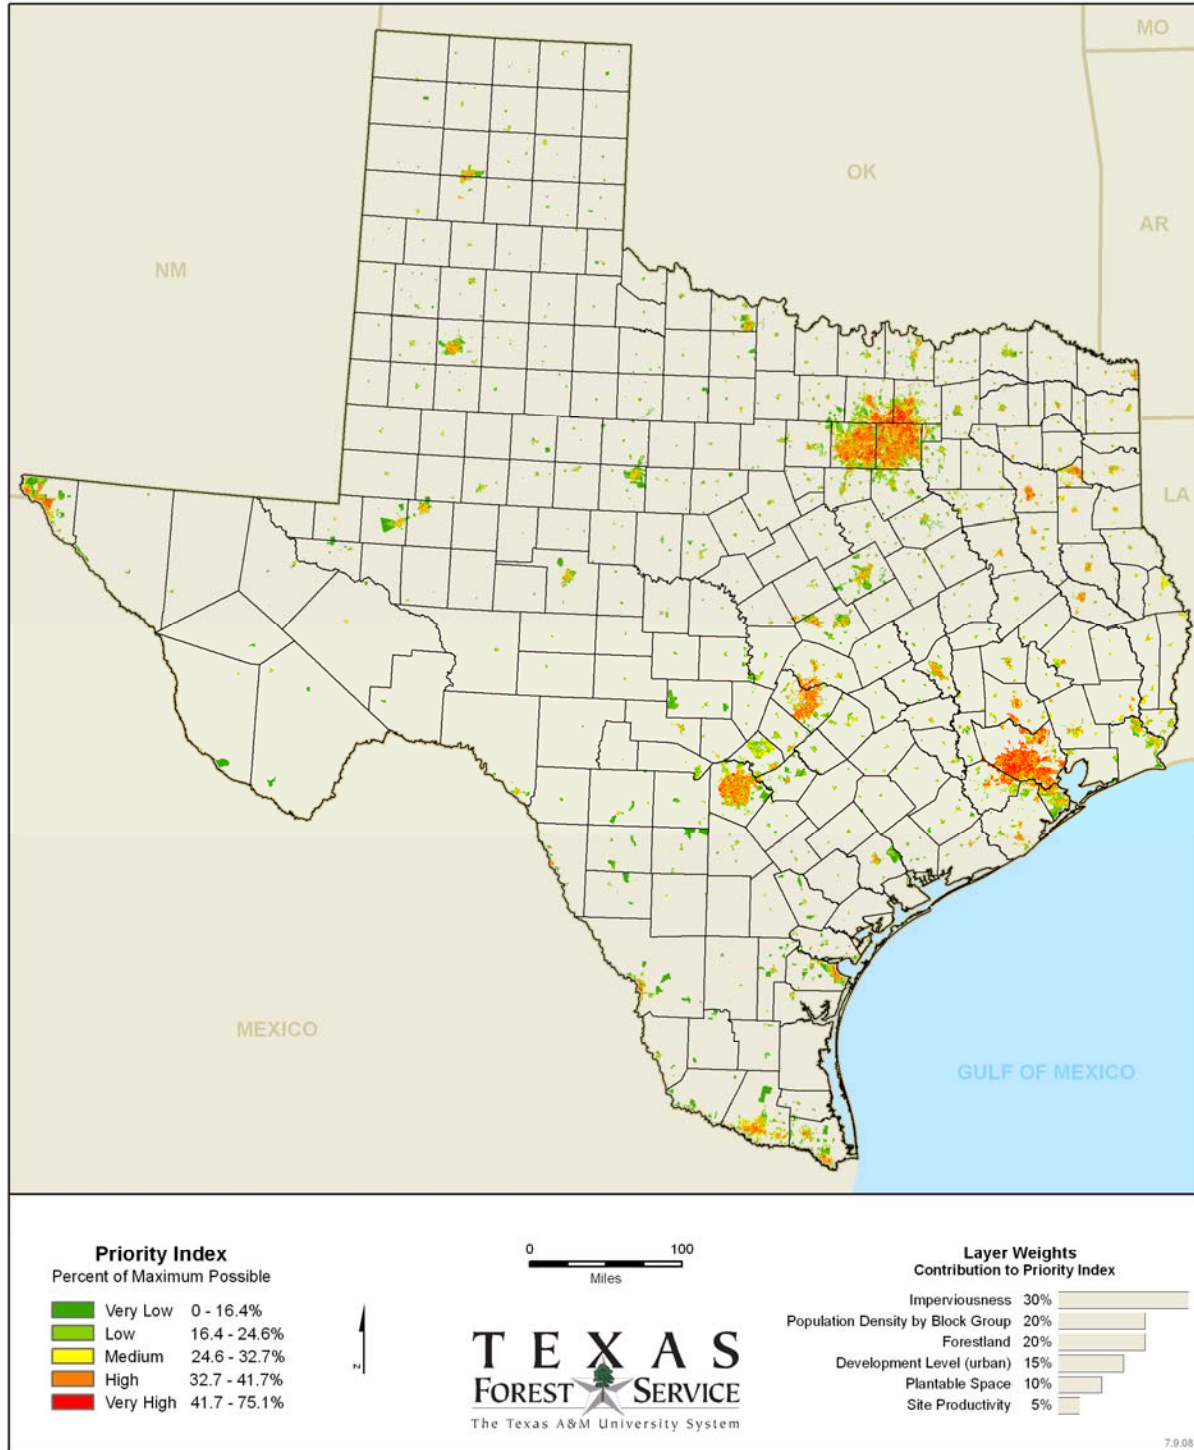 MO
OK
AR
NM
LA
MEXICO
GULF OF MEXICO
Priority Index
Percent of Maximum Possible
Very Low 0 - 16.4%
Low 16.4 - 24.6%
Medium 24.6 - 32.7%
High 32.7 - 41.7%
Very High 41.7 - 75.1%
0 100
Miles
N
TEXAS
FOREST SERVICE
The Texas A&M University System
Layer Weights
Contribution to Priority Index
Imperviousness 30%
Population Density by Block Group 20%
Forestland 20%
Development Level (urban) 15%
Plantable Space 10%
Site Productivity 5%
7.9.08